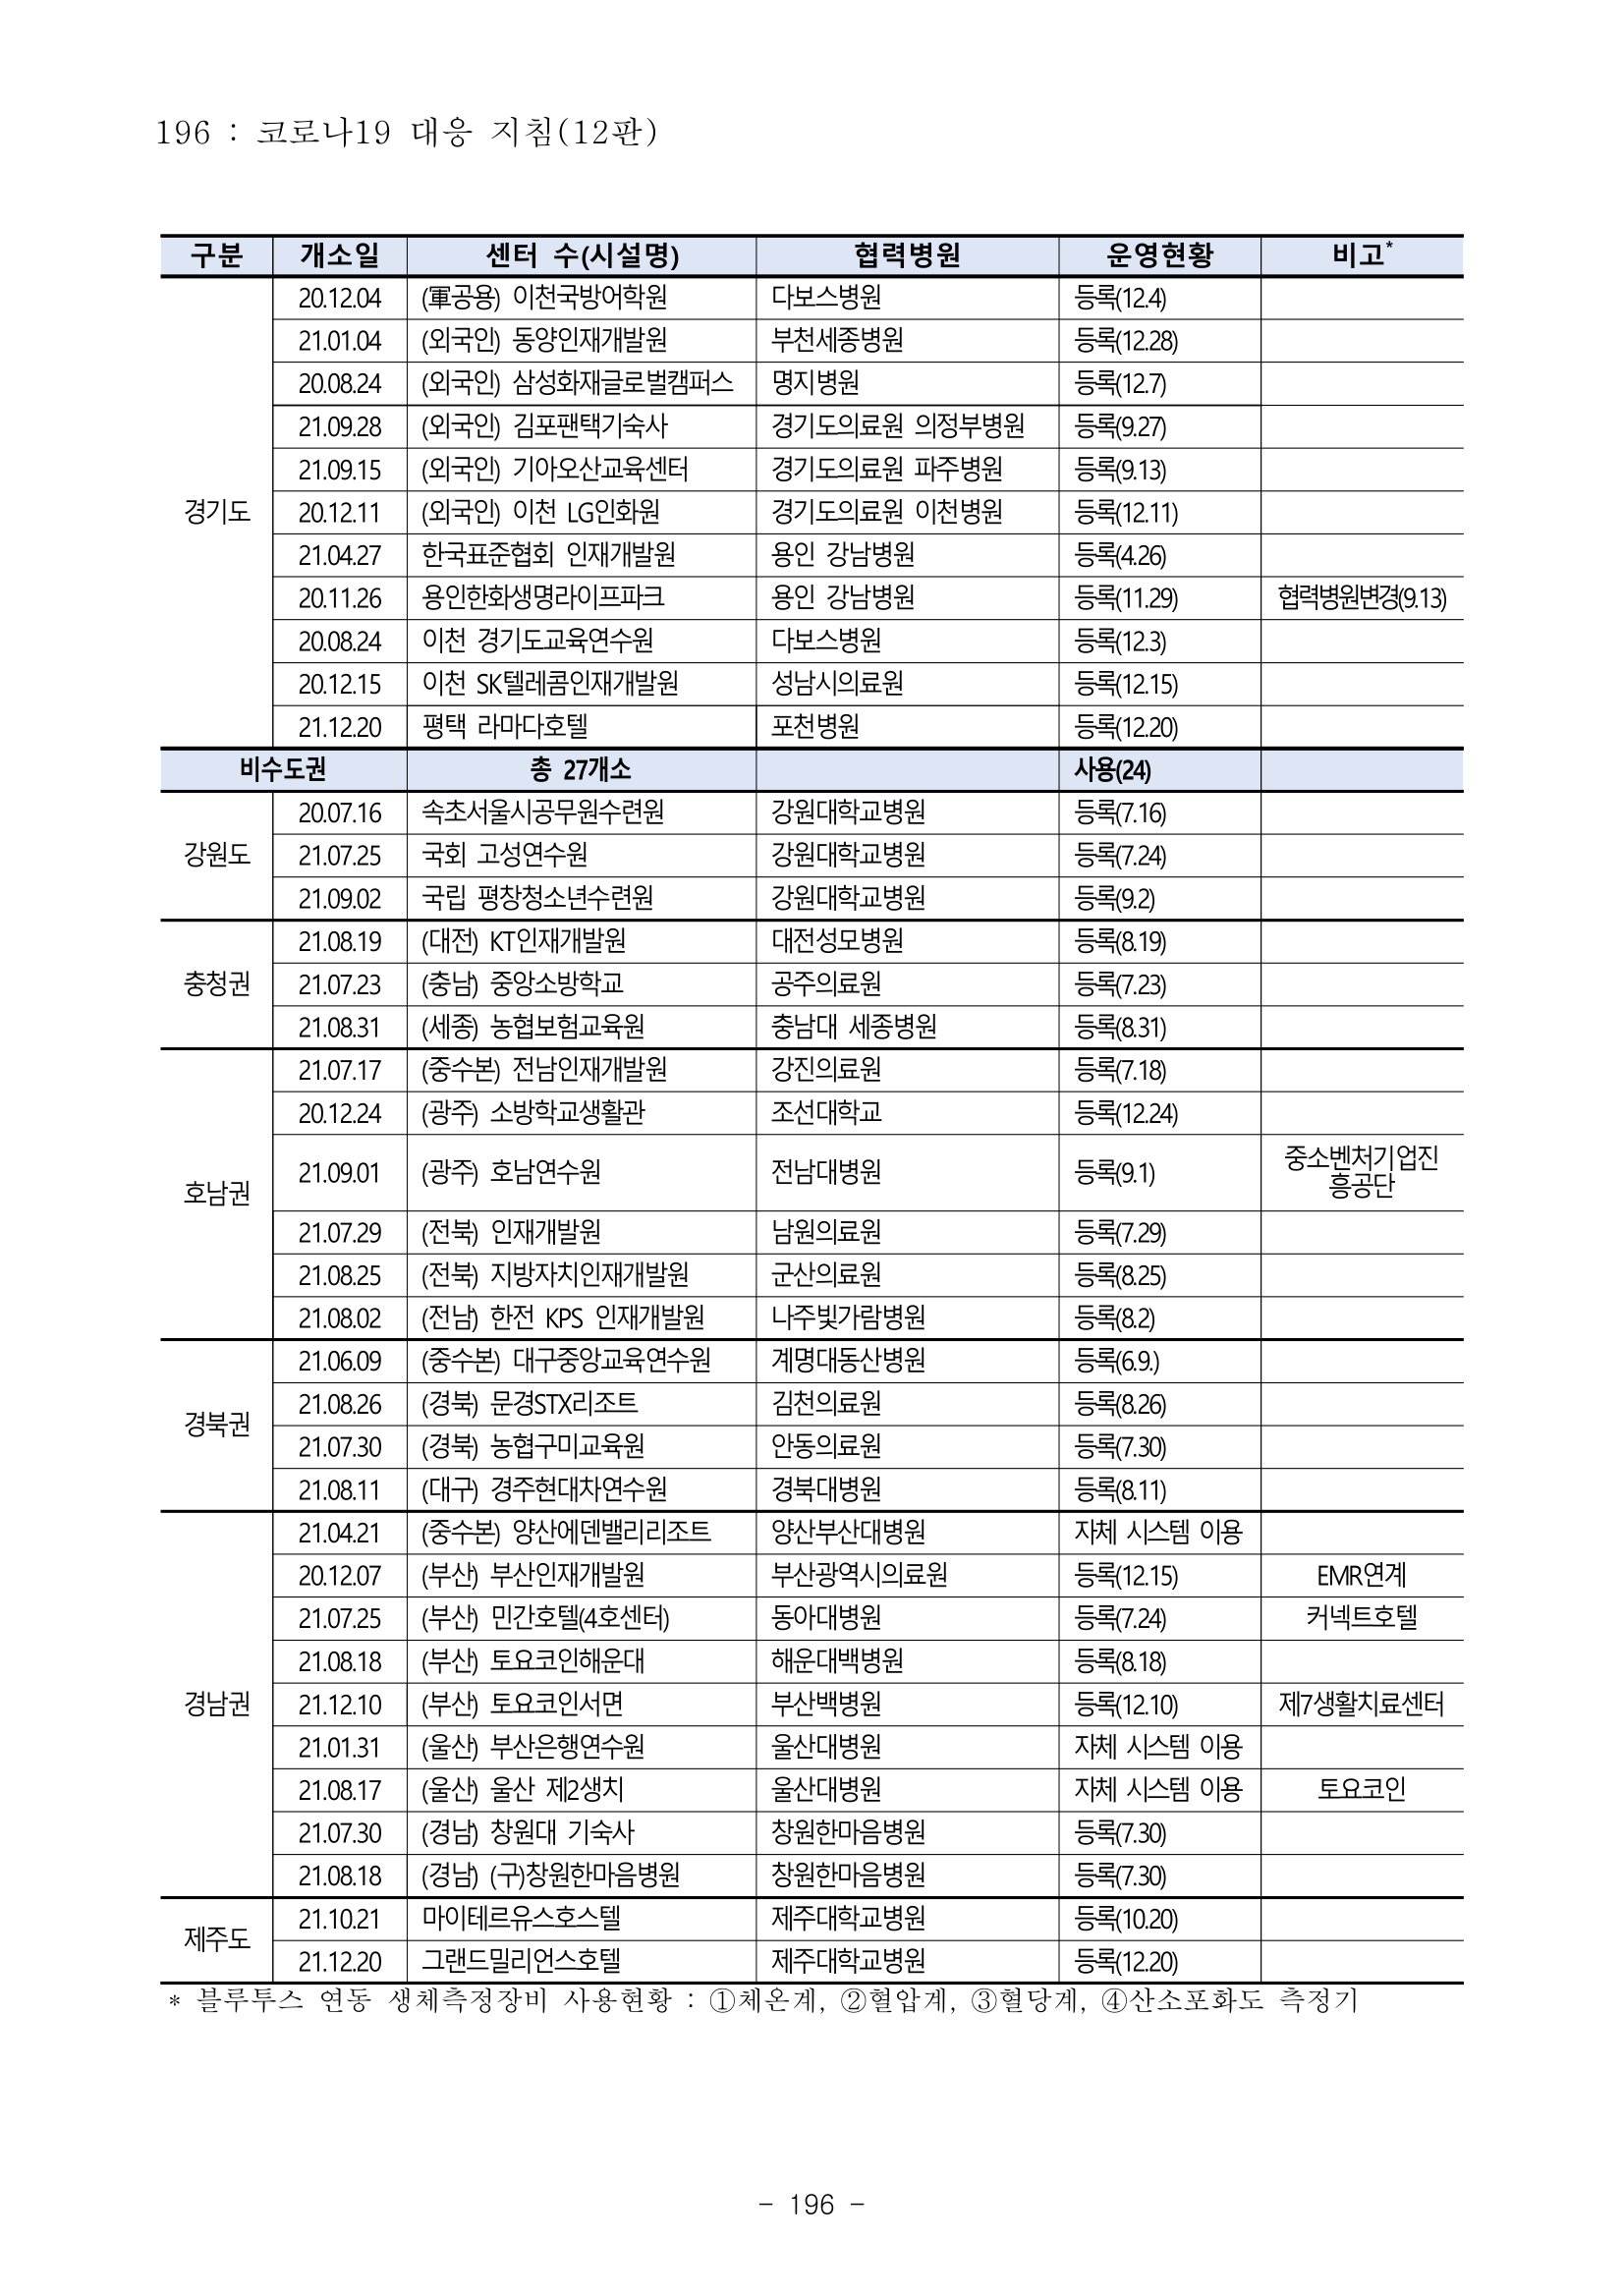 196 : 코로나19 대응 지침(12판)
구분 개소일 센터 수(시설명) 협력병원 운영현황 비고*
20.12.04 (軍공용) 이천국방어학원 다보스병원 등록(12.4)
21.01.04 (외국인) 동양인재개발원 부천세종병원 등록(12.28)
20.08.24 (외국인) 삼성화재글로벌캠퍼스 명지병원 등록(12.7)
21.09.28 (외국인) 김포팬택기숙사 경기도의료원 의정부병원 등록(9.27)
21.09.15 (외국인) 기아오산교육센터 경기도의료원 파주병원 등록(9.13)
경기도 20.12.11 (외국인) 이천 LG인화원 경기도의료원 이천병원 등록(12.11)
21.04.27 한국표준협회 인재개발원 용인 강남병원 등록(4.26)
20.11.26 용인한화생명라이프파크 용인 강남병원 등록(11.29) 협력병원변경(9.13)
20.08.24 이천 경기도교육연수원 다보스병원 등록(12.3)
20.12.15 이천 SK텔레콤인재개발원 성남시의료원 등록(12.15)
21.12.20 평택 라마다호텔 포천병원 등록(12.20)
비수도권 총 27개소 사용(24)
20.07.16 속초서울시공무원수련원 강원대학교병원 등록(7.16)
강원도 21.07.25 국회 고성연수원 강원대학교병원 등록(7.24)
21.09.02 국립 평창청소년수련원 강원대학교병원 등록(9.2)
21.08.19 (대전) KT인재개발원 대전성모병원 등록(8.19)
충청권 21.07.23 (충남) 중앙소방학교 공주의료원 등록(7.23)
21.08.31 (세종) 농협보험교육원 충남대 세종병원 등록(8.31)
21.07.17 (중수본) 전남인재개발원 강진의료원 등록(7.18)
20.12.24 (광주) 소방학교생활관 조선대학교 등록(12.24)
호남권 21.09.01 (광주) 호남연수원 전남대병원 등록(9.1) 중소벤처기업진
흥공단
21.07.29 (전북) 인재개발원 남원의료원 등록(7.29)
21.08.25 (전북) 지방자치인재개발원 군산의료원 등록(8.25)
21.08.02 (전남) 한전 KPS 인재개발원 나주빛가람병원 등록(8.2)
21.06.09 (중수본) 대구중앙교육연수원 계명대동산병원 등록(6.9.)
경북권 21.08.26 (경북) 문경STX리조트 김천의료원 등록(8.26)
21.07.30 (경북) 농협구미교육원 안동의료원 등록(7.30)
21.08.11 (대구) 경주현대차연수원 경북대병원 등록(8.11)
21.04.21 (중수본) 양산에덴밸리리조트 양산부산대병원 자체 시스템 이용
20.12.07 (부산) 부산인재개발원 부산광역시의료원 등록(12.15) EMR연계
21.07.25 (부산) 민간호텔(4호센터) 동아대병원 등록(7.24) 커넥트호텔
21.08.18 (부산) 토요코인해운대 해운대백병원 등록(8.18)
경남권 21.12.10 (부산) 토요코인서면 부산백병원 등록(12.10) 제7생활치료센터
21.01.31 (울산) 부산은행연수원 울산대병원 자체 시스템 이용
21.08.17 (울산) 울산 제2생치 울산대병원 자체 시스템 이용 토요코인
21.07.30 (경남) 창원대 기숙사 창원한마음병원 등록(7.30)
21.08.18 (경남) (구)창원한마음병원 창원한마음병원 등록(7.30)
제주도 21.10.21 마이테르유스호스텔 제주대학교병원 등록(10.20)
21.12.20 그랜드밀리언스호텔 제주대학교병원 등록(12.20)
* 블루투스 연동 생체측정장비 사용현황 : ①체온계, ②혈압계, ③혈당계, ④산소포화도 측정기
- 196 -